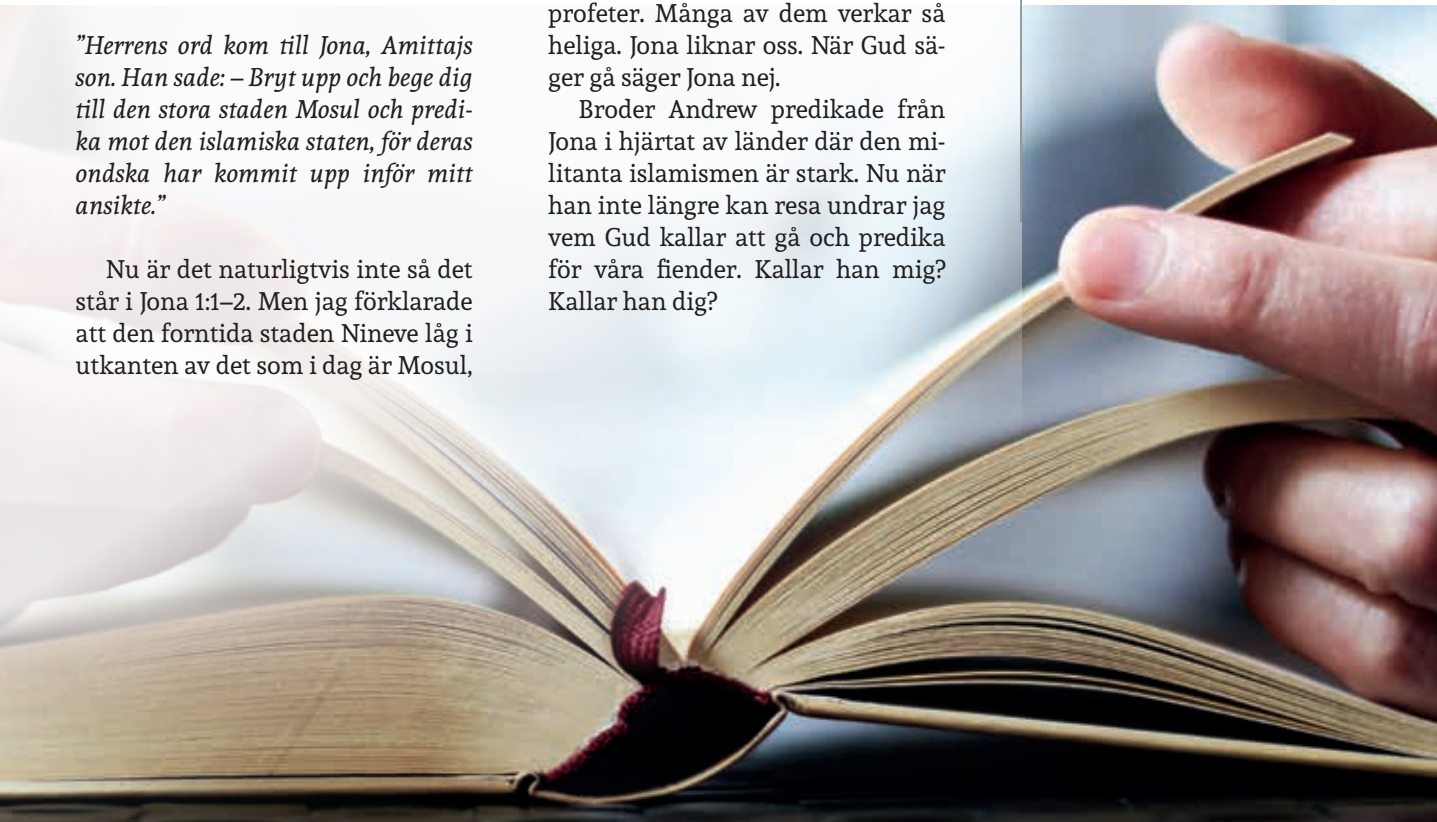 ”Herrens ord kom till Jona, Amittajs
son. Han sade: – Bryt upp och bege dig
till den stora staden Mosul och predi-
ka mot den islamiska staten, för deras
ondska har kommit upp inför mitt
ansikte.”
Nu är det naturligtvis inte så det
står i Jona 1:1–2. Men jag förklarade
att den forntida staden Nineve låg i
utkanten av det som i dag är Mosul,
profeter. Många av dem verkar så
heliga. Jona liknar oss. När Gud sä-
ger gå säger Jona nej.
Broder Andrew predikade från
Jona i hjärtat av länder där den mi-
litanta islamismen är stark. Nu när
han inte längre kan resa undrar jag
vem Gud kallar att gå och predika
för våra fiender. Kallar han mig?
Kallar han dig?